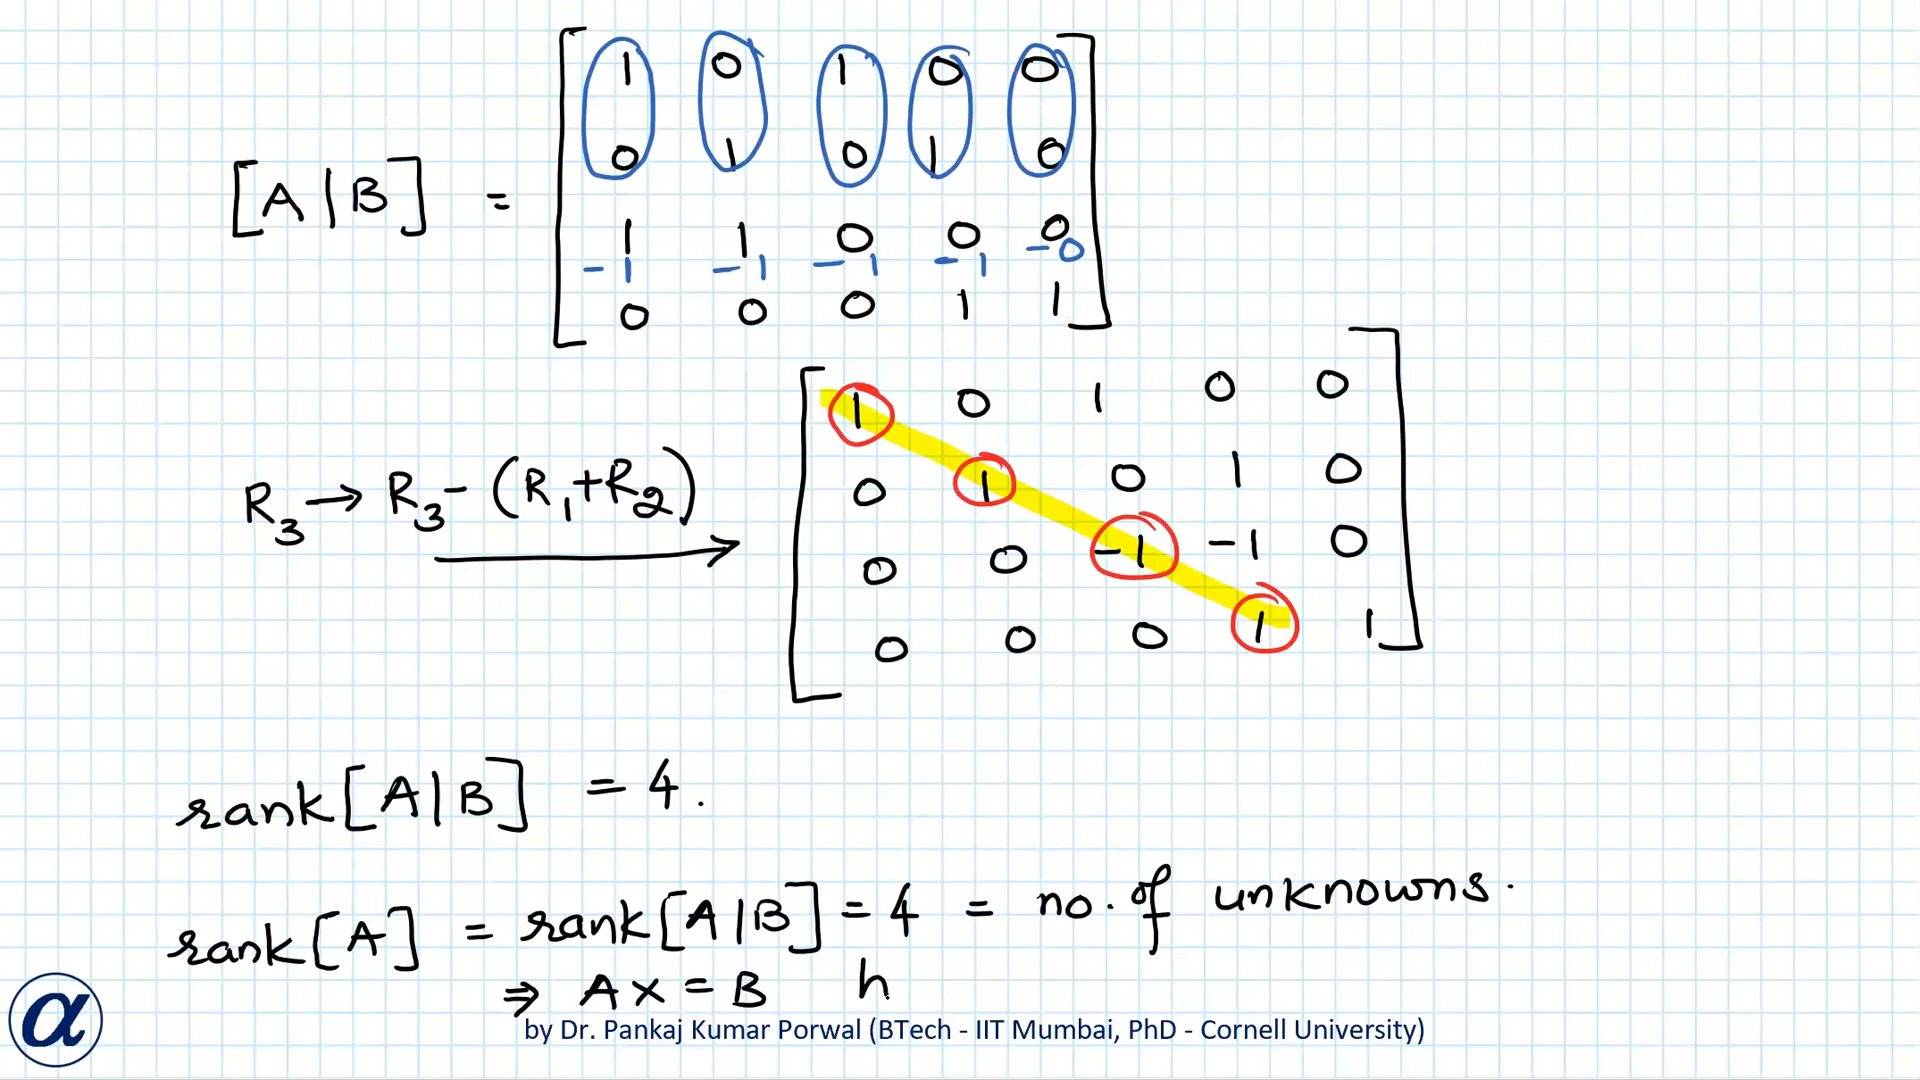 1 0 1 0 0
0 1 0 1 0
[A|B] =
1 1 0 0 0
-1 -1 -1 -1 -0
0 0 0 1 1
1 0 1 0 0
0 1 0 1 0
R₃ → R₃ - (R₁+R₂)
0 0 -1 -1 0
0 0 0 1 1
rank[A|B] = 4.
rank[A] = rank[A|B] = 4 = no. of unknowns.
⇒ Ax = B h
α by Dr. Pankaj Kumar Porwal (BTech - IIT Mumbai, PhD - Cornell University)